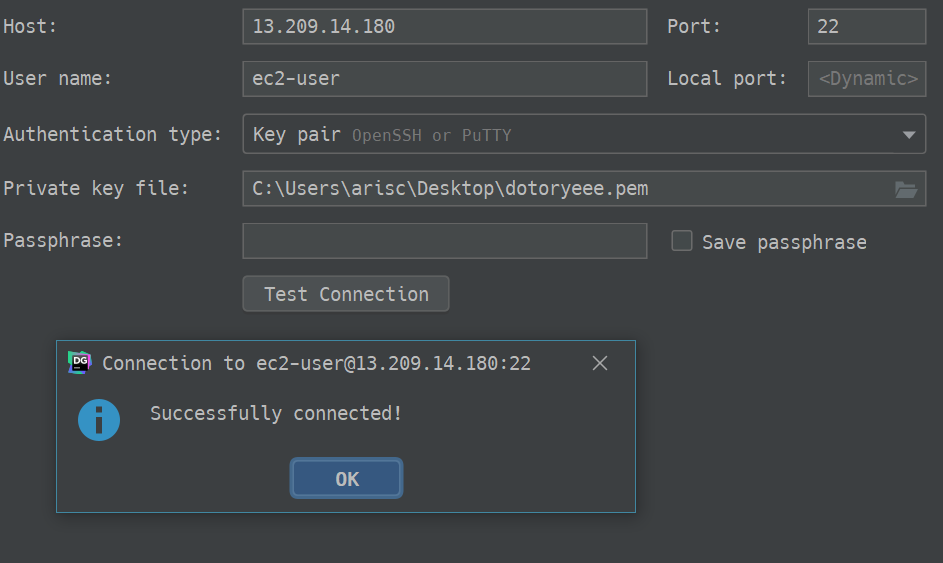 Host: 13.209.14.180 Port: 22
User name: ec2-user Local port: <Dynamic>
Authentication type: Key pair OpenSSH or PuTTY
Private key file: C:\Users\arisc\Desktop\dotoryeee.pem
Passphrase: Save passphrase
Test Connection
DG Connection to ec2-user@13.209.14.180:22
Successfully connected!
OK